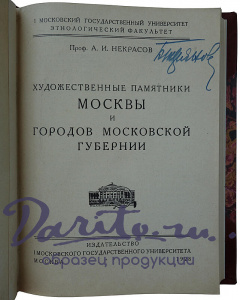 I МОСКОВСКИЙ ГОСУДАРСТВЕННЫЙ УНИВЕРСИТЕТ
ЭТНОЛОГИЧЕСКИЙ ФАКУЛЬТЕТ
Проф. А. И. НЕКРАСОВ
ХУДОЖЕСТВЕННЫЕ ПАМЯТНИКИ
МОСКВЫ
И
ГОРОДОВ МОСКОВСКОЙ
ГУБЕРНИИ
Darito.ru
ИЗДАТЕЛЬСТВО
I МОСКОВСКОГО ГОСУДАРСТВЕННОГО УНИВЕРСИТЕТА
МОСКВА
образец продукции